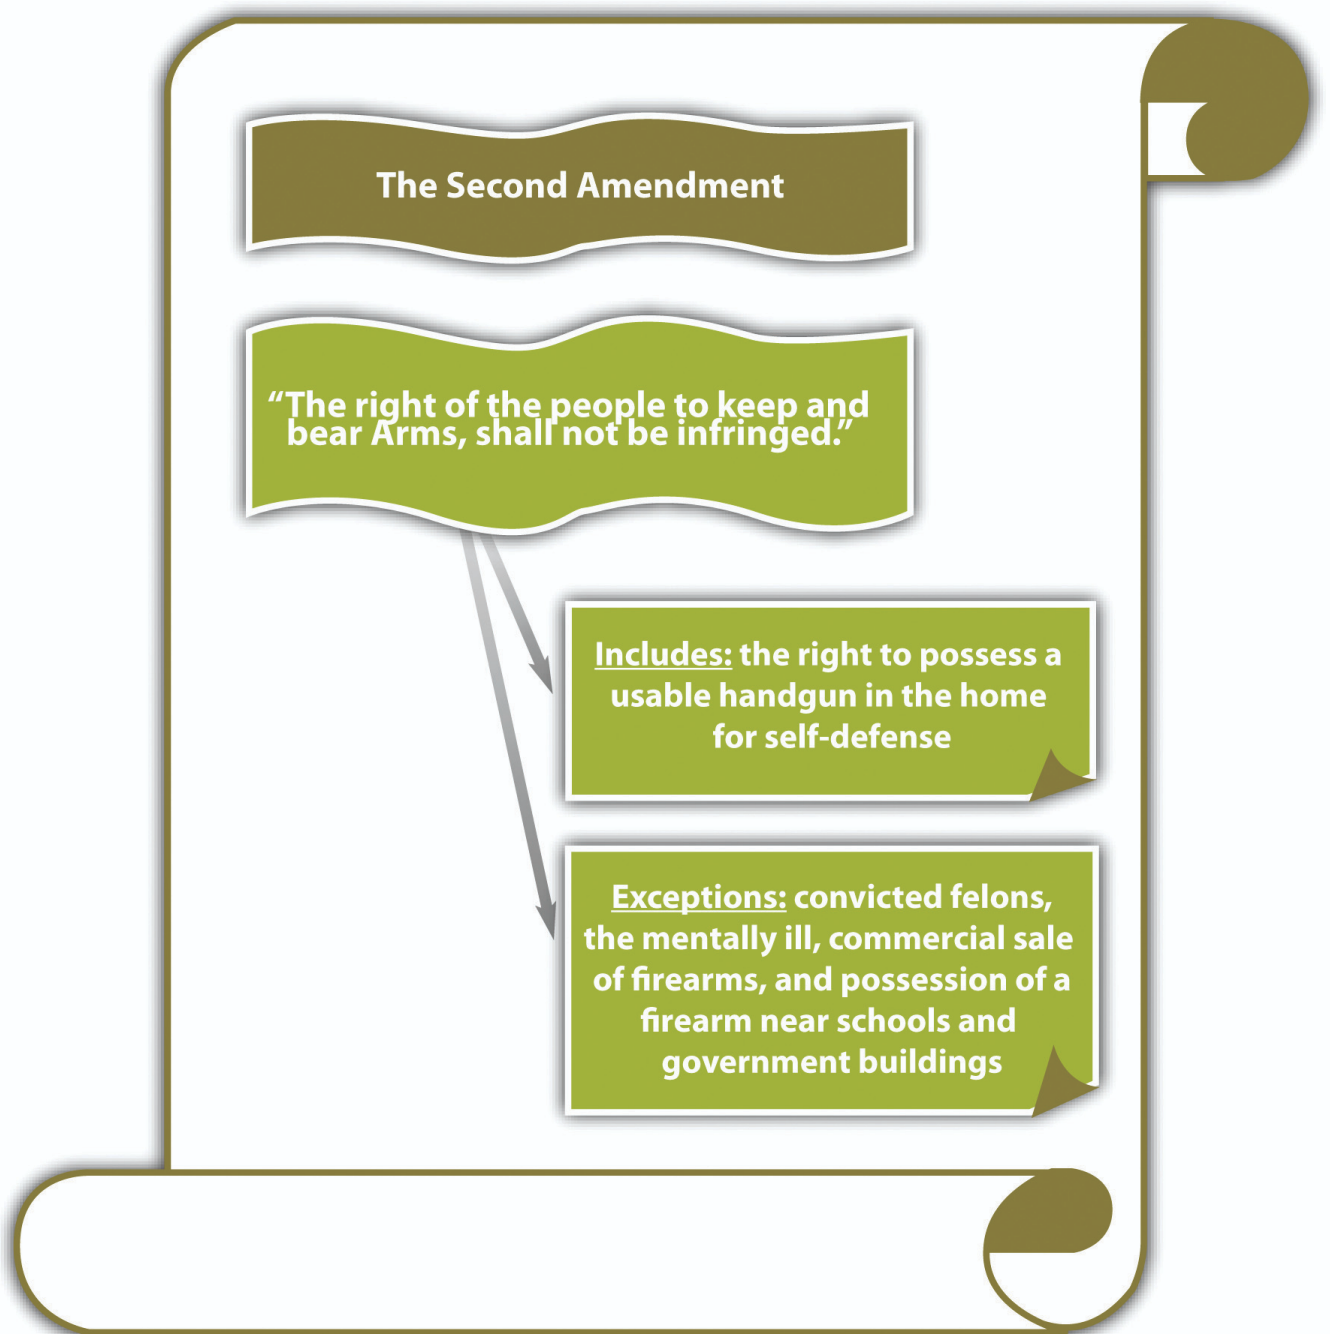 The Second Amendment
“The right of the people to keep and
bear Arms, shall not be infringed.”
Includes: the right to possess a
usable handgun in the home
for self-defense
Exceptions: convicted felons,
the mentally ill, commercial sale
of firearms, and possession of a
firearm near schools and
government buildings